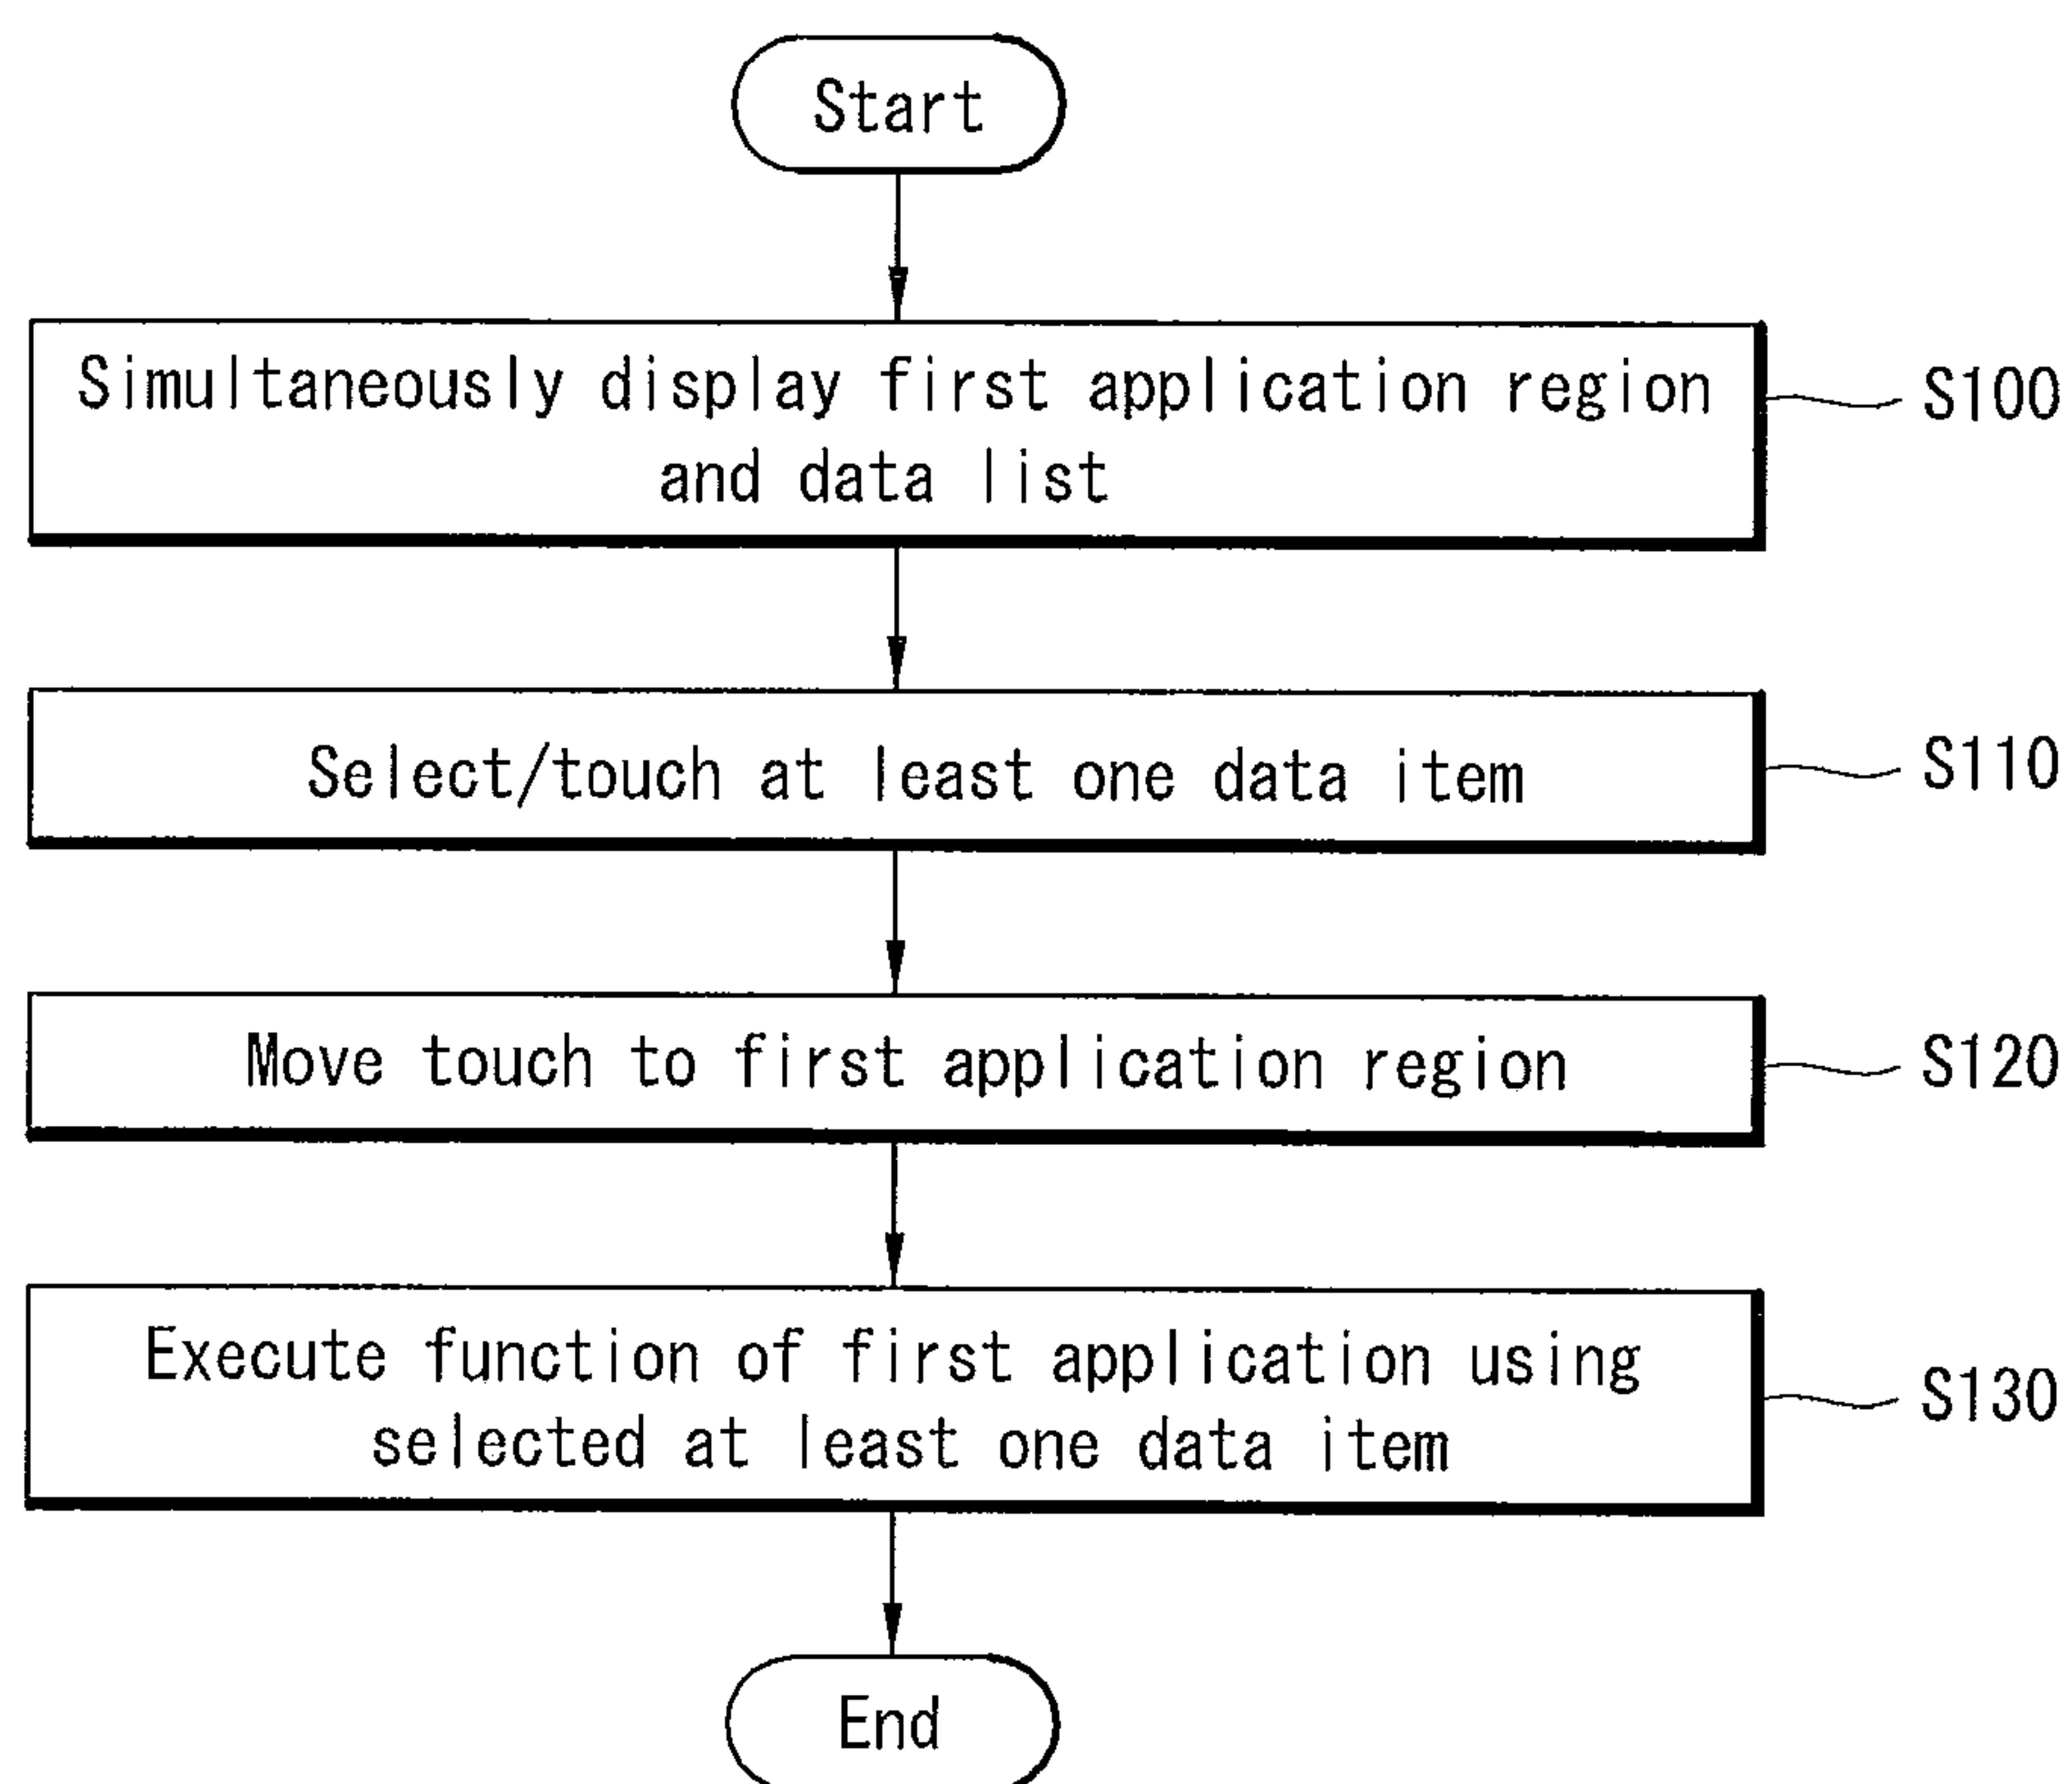 Start
Simultaneously display first application region
and data list
S100
Select/touch at least one data item
S110
Move touch to first application region
S120
Execute function of first application using
selected at least one data item
S130
End